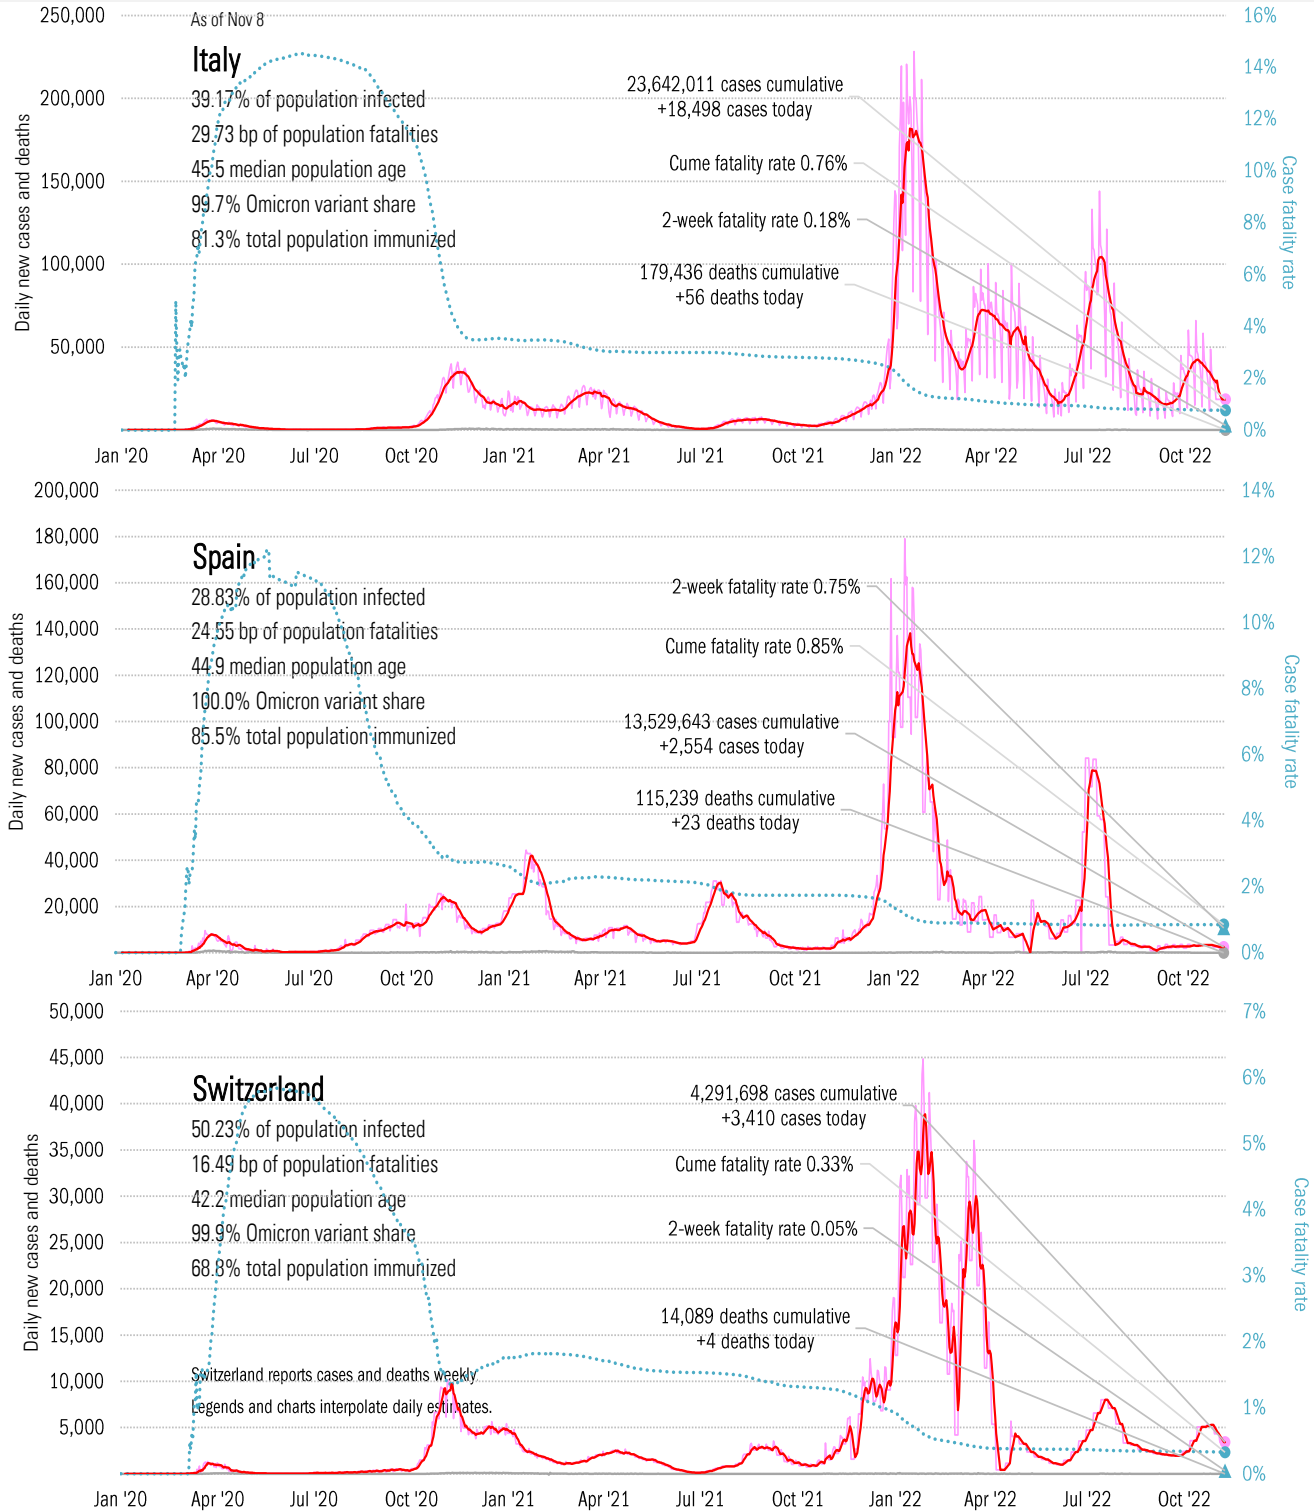 As of Nov 8
Italy
39.17% of population infected
29.73 bp of population fatalities
45.5 median population age
99.7% Omicron variant share
81.3% total population immunized
23,642,011 cases cumulative
+18,498 cases today
Cume fatality rate 0.76%
2-week fatality rate 0.18%
179,436 deaths cumulative
+56 deaths today
Daily new cases and deaths
250,000
200,000
150,000
100,000
50,000
16%
14%
12%
10%
8%
6%
4%
2%
0%
Case fatality rate
Jan '20 Apr '20 Jul '20 Oct '20 Jan '21 Apr '21 Jul '21 Oct '21 Jan '22 Apr '22 Jul '22 Oct '22
Spain
28.83% of population infected
24.55 bp of population fatalities
44.9 median population age
100.0% Omicron variant share
85.5% total population immunized
2-week fatality rate 0.75%
Cume fatality rate 0.85%
13,529,643 cases cumulative
+2,554 cases today
115,239 deaths cumulative
+23 deaths today
Daily new cases and deaths
200,000
180,000
160,000
140,000
120,000
100,000
80,000
60,000
40,000
20,000
14%
12%
10%
8%
6%
4%
2%
0%
Case fatality rate
Jan '20 Apr '20 Jul '20 Oct '20 Jan '21 Apr '21 Jul '21 Oct '21 Jan '22 Apr '22 Jul '22 Oct '22
Switzerland
50.23% of population infected
16.49 bp of population fatalities
42.2 median population age
99.9% Omicron variant share
68.8% total population immunized
Switzerland reports cases and deaths weekly.
Legends and charts interpolate daily estimates.
4,291,698 cases cumulative
+3,410 cases today
Cume fatality rate 0.33%
2-week fatality rate 0.05%
14,089 deaths cumulative
+4 deaths today
Daily new cases and deaths
50,000
45,000
40,000
35,000
30,000
25,000
20,000
15,000
10,000
5,000
7%
6%
5%
4%
3%
2%
1%
0%
Case fatality rate
Jan '20 Apr '20 Jul '20 Oct '20 Jan '21 Apr '21 Jul '21 Oct '21 Jan '22 Apr '22 Jul '22 Oct '22